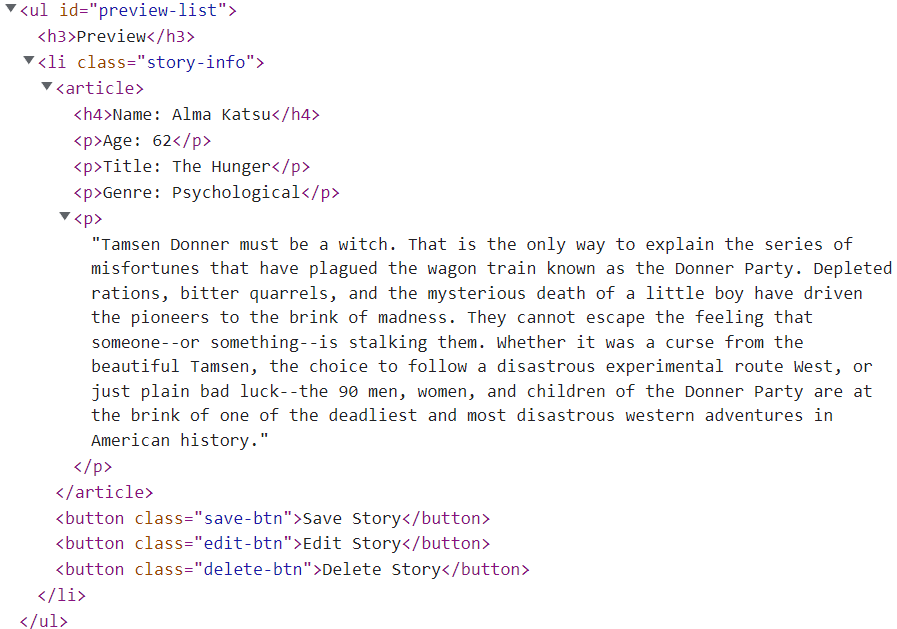 <ul id="preview-list">
<h3>Preview</h3>
<li class="story-info">
<article>
<h4>Name: Alma Katsu</h4>
<p>Age: 62</p>
<p>Title: The Hunger</p>
<p>Genre: Psychological</p>
<p>
"Tamsen Donner must be a witch. That is the only way to explain the series of
misfortunes that have plagued the wagon train known as the Donner Party. Depleted
rations, bitter quarrels, and the mysterious death of a little boy have driven
the pioneers to the brink of madness. They cannot escape the feeling that
someone--or something--is stalking them. Whether it was a curse from the
beautiful Tamsen, the choice to follow a disastrous experimental route West, or
just plain bad luck--the 90 men, women, and children of the Donner Party are at
the brink of one of the deadliest and most disastrous western adventures in
American history."
</p>
</article>
<button class="save-btn">Save Story</button>
<button class="edit-btn">Edit Story</button>
<button class="delete-btn">Delete Story</button>
</li>
</ul>